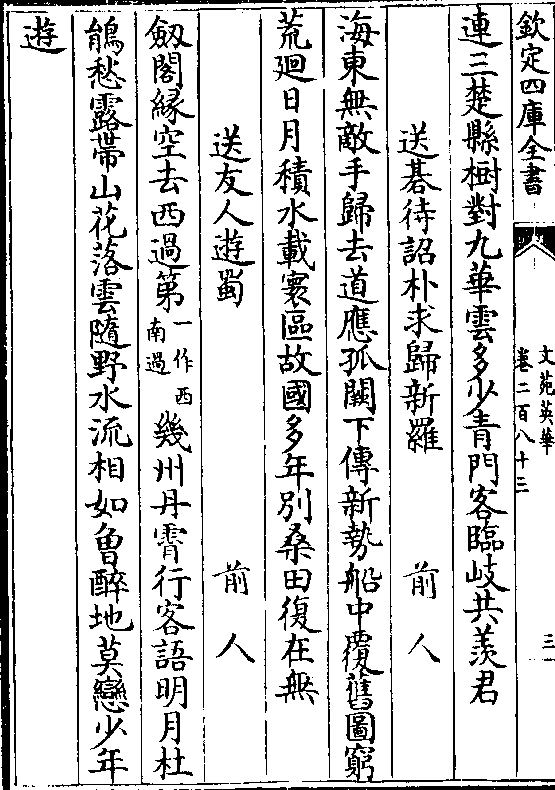 欽定四庫全書
文苑英華
卷二百八十三
三
連三楚縣樹對九華雲多少青門客臨岐共羨君
送碁待詔朴求歸新羅
前人
海東無敵手歸去道應孤闕下傳新勢船中覆舊圖窮
荒廻日月積水載寰區故國多年別桑田復在無
送友人遊蜀
前人
劔閣緣空去西過第一作西南過幾州丹霄行客語明月杜
鵑愁露帶山花落雲隨野水流相如曾醉地莫戀少年
遊